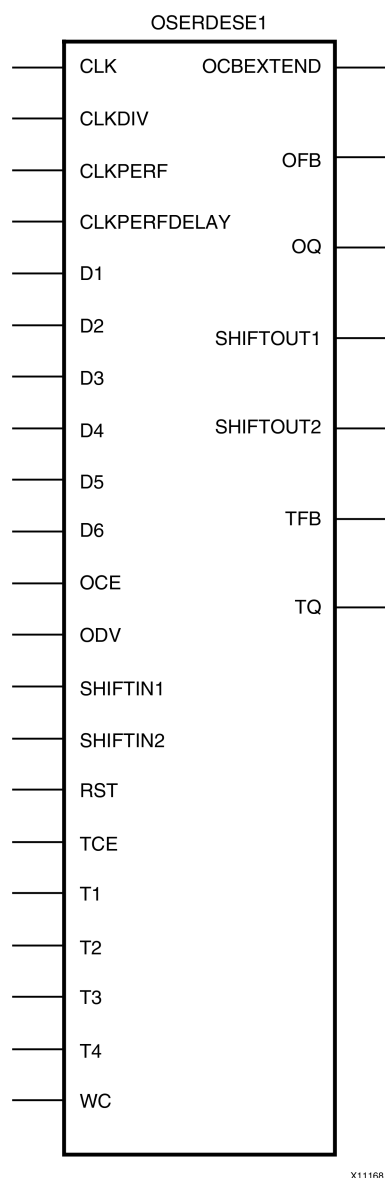 OSERDESE1
CLK
OCBEXTEND
CLKDIV
OFB
CLKPERF
CLKPERFDELAY
OQ
D1
D2
SHIFTOUT1
D3
D4
SHIFTOUT2
D5
TFB
D6
OCE
TQ
ODV
SHIFTIN1
SHIFTIN2
RST
TCE
T1
T2
T3
T4
WC
X11168